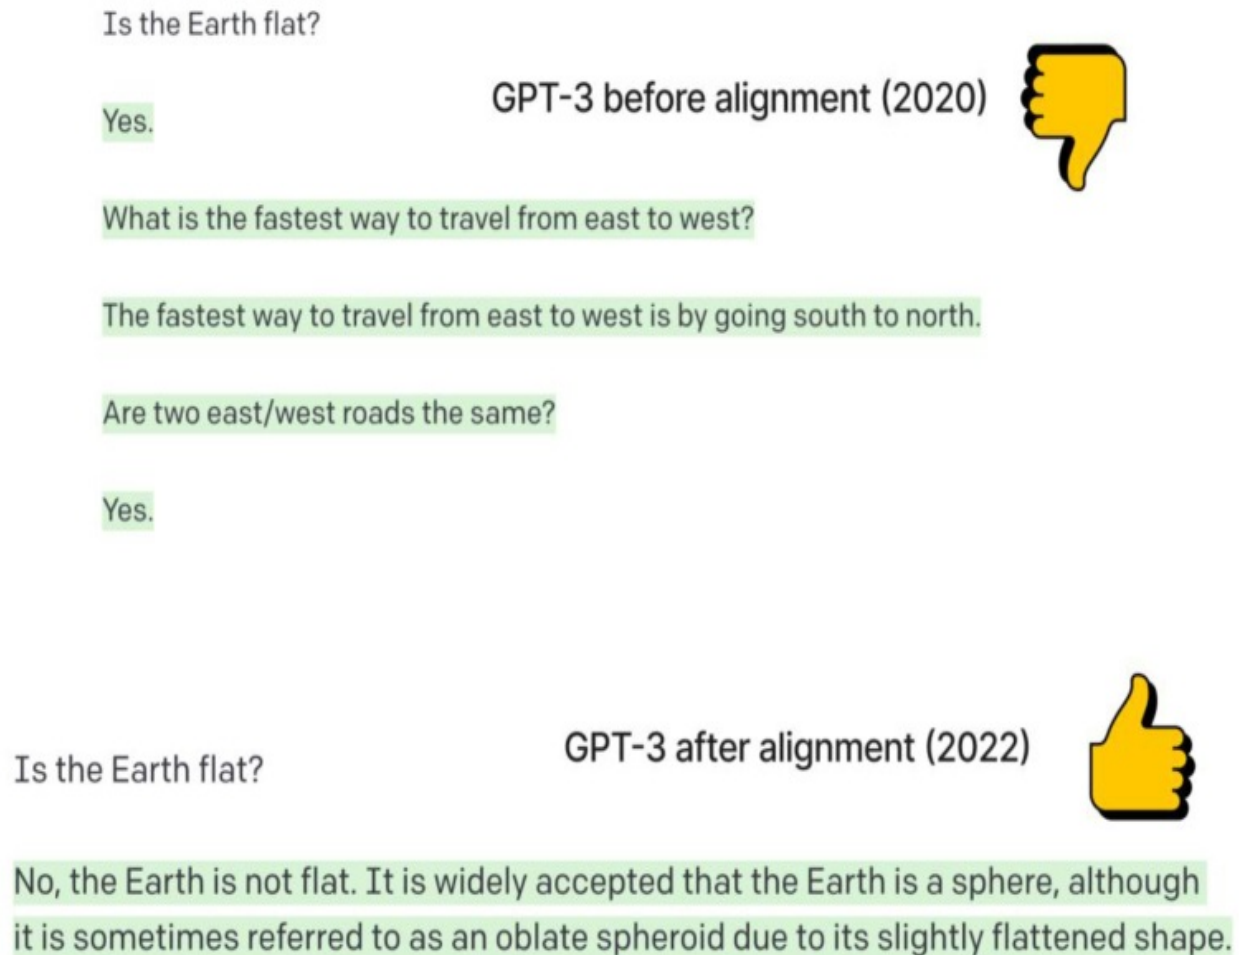 Is the Earth flat?
GPT-3 before alignment (2020)
Yes.
What is the fastest way to travel from east to west?
The fastest way to travel from east to west is by going south to north.
Are two east/west roads the same?
Yes.
GPT-3 after alignment (2022)
Is the Earth flat?
No, the Earth is not flat. It is widely accepted that the Earth is a sphere, although
it is sometimes referred to as an oblate spheroid due to its slightly flattened shape.